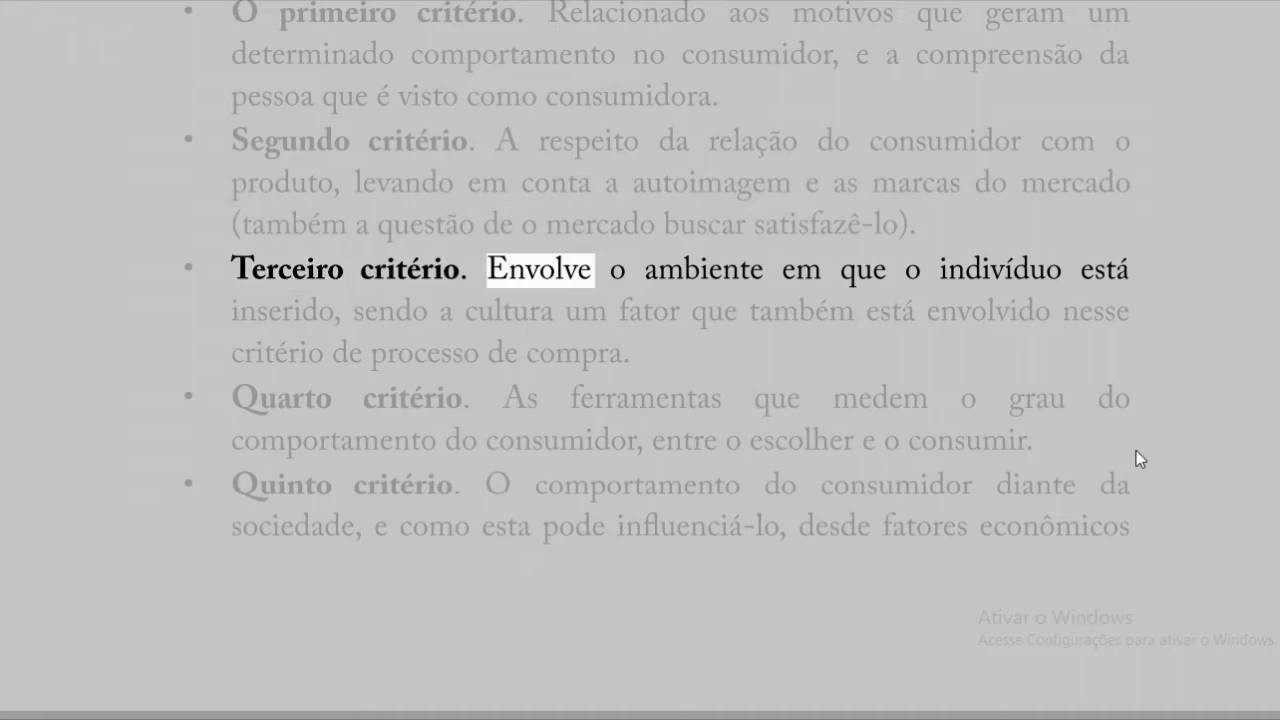 • O primeiro critério. Relacionado aos motivos que geram um
determinado comportamento no consumidor, e a compreensão da
pessoa que é visto como consumidora.
• Segundo critério. A respeito da relação do consumidor com o
produto, levando em conta a autoimagem e as marcas do mercado
(também a questão de o mercado buscar satisfazê-lo).
• Terceiro critério. Envolve o ambiente em que o indivíduo está
inserido, sendo a cultura um fator que também está envolvido nesse
critério de processo de compra.
• Quarto critério. As ferramentas que medem o grau do
comportamento do consumidor, entre o escolher e o consumir.
• Quinto critério. O comportamento do consumidor diante da
sociedade, e como esta pode influenciá-lo, desde fatores econômicos
Ativar o Windows
Acesse Configurações para ativar o Windows.